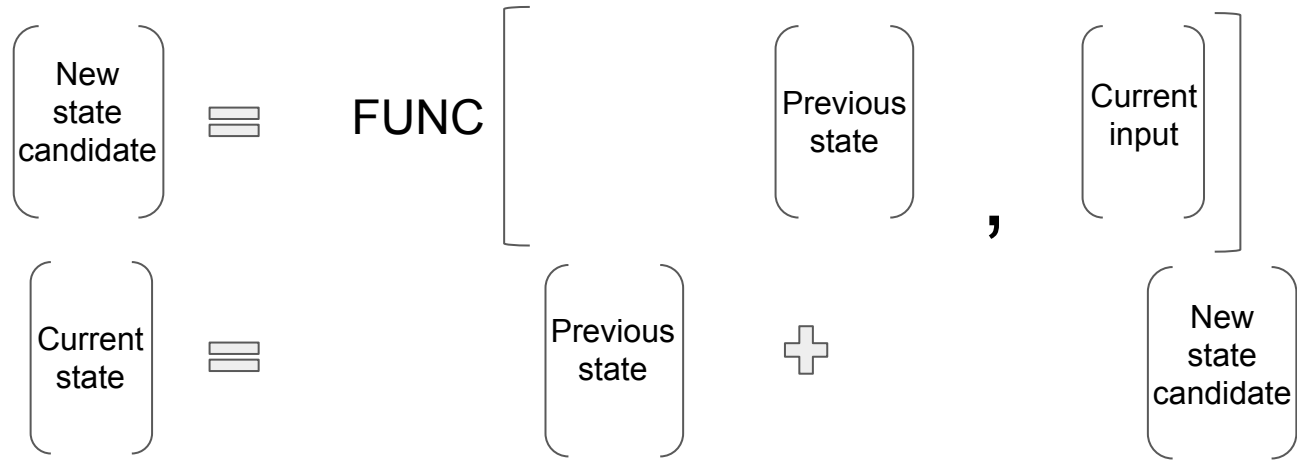 New
state
candidate
=
FUNC
[
Previous
state
,
Current
input
]
Current
state
=
Previous
state
+
New
state
candidate